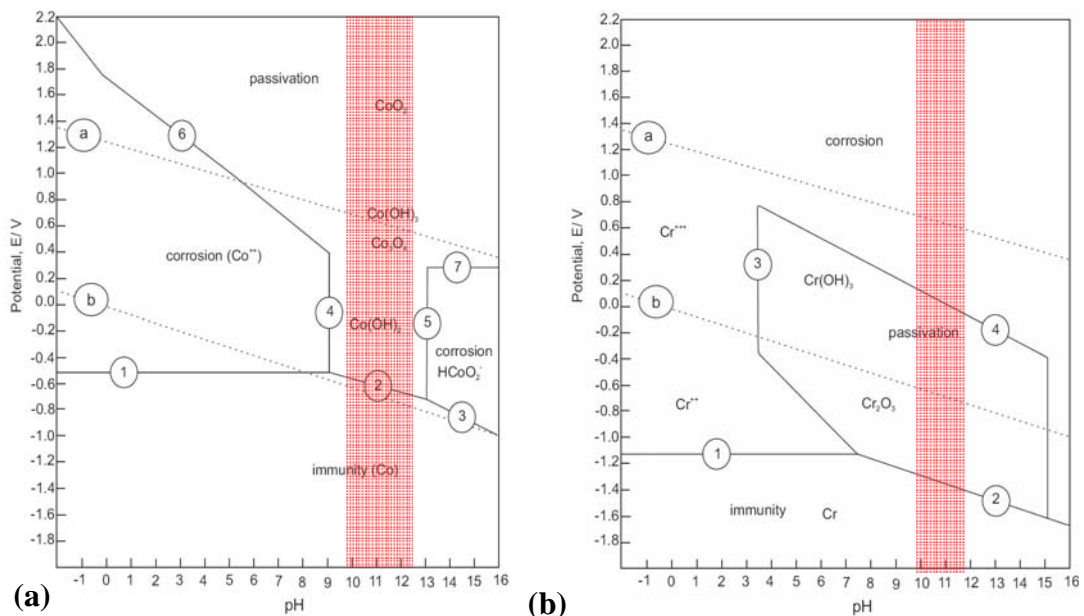 2.2
2.0
1.8
1.6
1.4
1.2
1.0
0.8
0.6
0.4
0.2
0.0
-0.2
-0.4
-0.6
-0.8
-1.0
-1.2
-1.4
-1.6
-1.8
Potential, E/ V
passivation
CoO₂
6
a
Co(OH)₃
Co₃O₄
corrosion (Co⁺⁺)
7
b
4
Co(OH)₂
5
corrosion
HCoO₂⁻
1
2
3
immunity (Co)
-1 0 1 2 3 4 5 6 7 8 9 10 11 12 13 14 15 16
pH
(a)
2.2
2.0
1.8
1.6
1.4
1.2
1.0
0.8
0.6
0.4
0.2
0.0
-0.2
-0.4
-0.6
-0.8
-1.0
-1.2
-1.4
-1.6
-1.8
Potential, E/ V
a
corrosion
Cr⁺⁺⁺
3
Cr(OH)₃
b
passivation
4
Cr⁺⁺
Cr₂O₃
1
2
immunity Cr
-1 0 1 2 3 4 5 6 7 8 9 10 11 12 13 14 15 16
pH
(b)